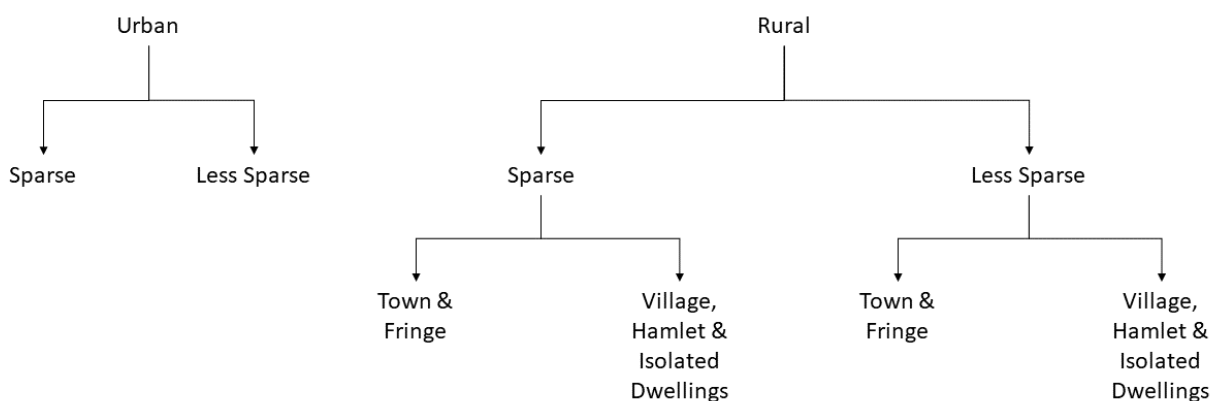 Urban
Rural
Sparse
Less Sparse
Sparse
Less Sparse
Town &
Fringe
Village,
Hamlet &
Isolated
Dwellings
Town &
Fringe
Village,
Hamlet &
Isolated
Dwellings